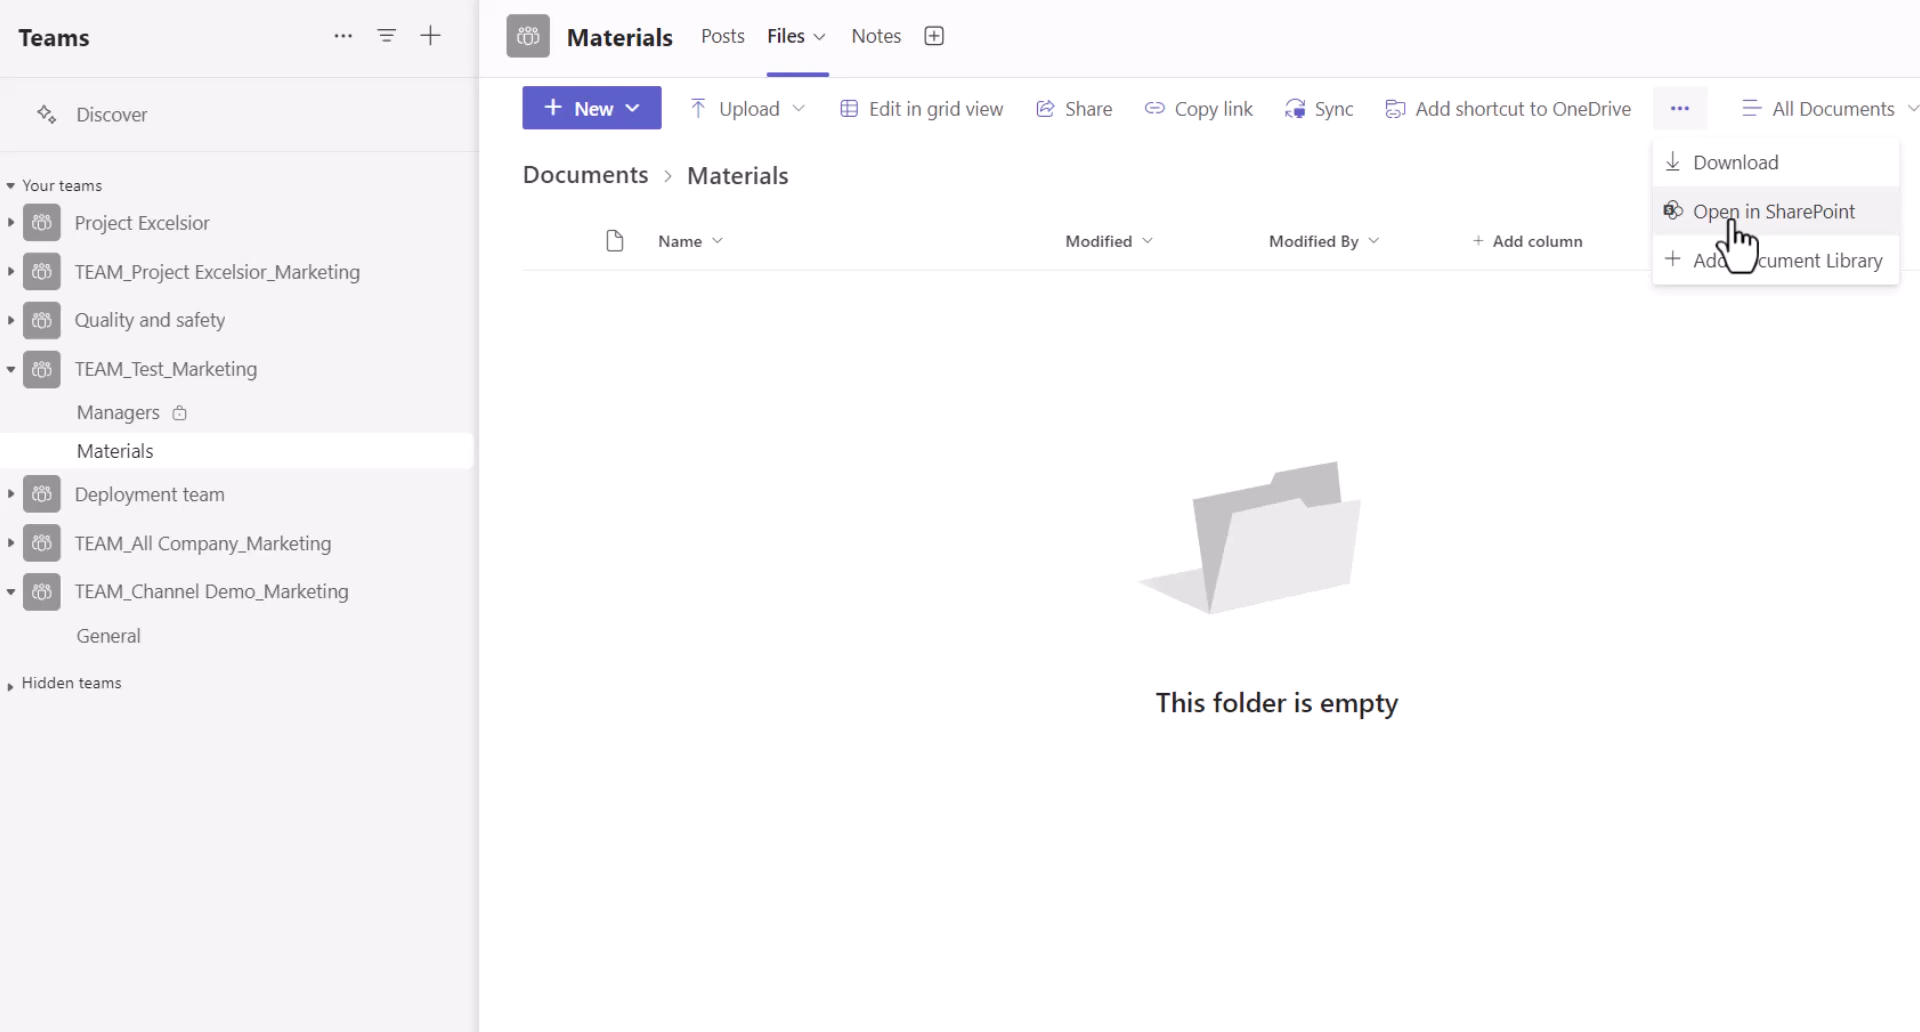 Teams
Discover
Your teams
Project Excelsior
TEAM_Project Excelsior_Marketing
Quality and safety
TEAM_Test_Marketing
Managers
Materials
Deployment team
TEAM_All Company_Marketing
TEAM_Channel Demo_Marketing
General
Hidden teams
Materials Posts Files Notes
New Upload Edit in grid view Share Copy link Sync Add shortcut to OneDrive ... All Documents
Download
Open in SharePoint
Documents > Materials
Name Modified Modified By + Add column
This folder is empty